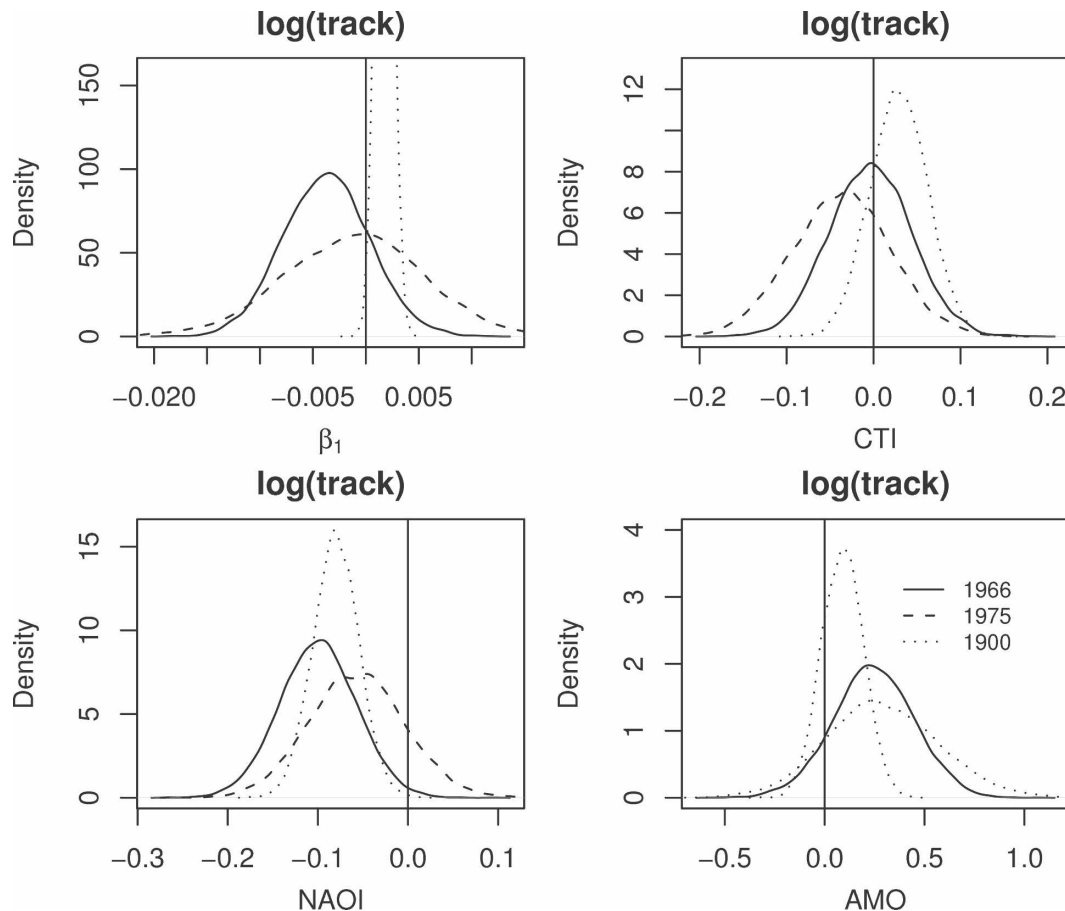 log(track)
Density
0 50 100 150
−0.020 −0.005 0.005
β1
log(track)
Density
0 2 4 6 8 12
−0.2 −0.1 0.0 0.1 0.2
CTI
log(track)
Density
0 5 10 15
−0.3 −0.2 −0.1 0.0 0.1
NAOI
log(track)
Density
0 1 2 3 4
1966
1975
1900
−0.5 0.0 0.5 1.0
AMO